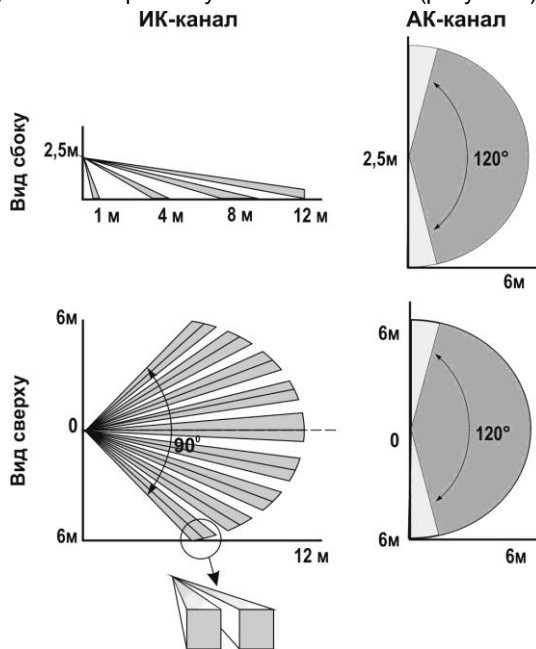 ИК-канал
АК-канал
Вид сбоку
2,5м
1 м
4 м
8 м
12 м
2,5м
120°
6м
Вид сверху
6м
0
6м
90⁰
12 м
6м
0
6м
120°
6м